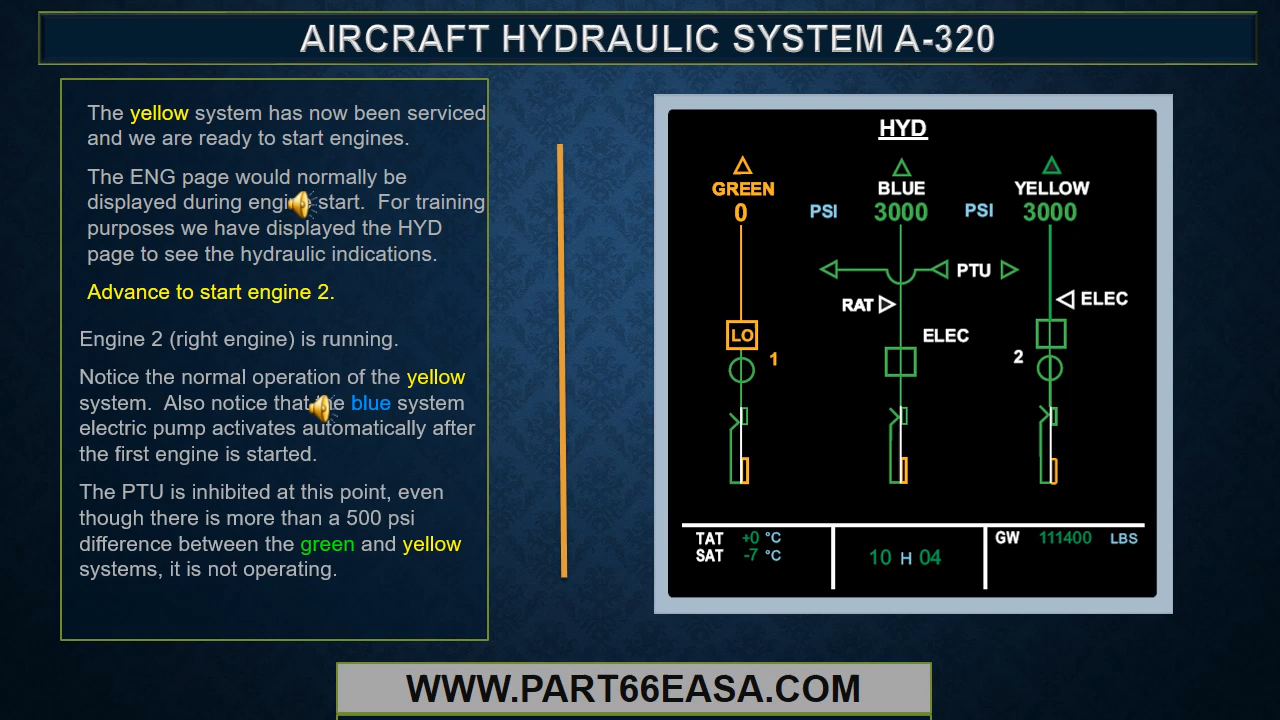 AIRCRAFT HYDRAULIC SYSTEM A-320
The yellow system has now been serviced
and we are ready to start engines.
The ENG page would normally be
displayed during engine start. For training
purposes we have displayed the HYD
page to see the hydraulic indications.
Advance to start engine 2.
Engine 2 (right engine) is running.
Notice the normal operation of the yellow
system. Also notice that the blue system
electric pump activates automatically after
the first engine is started.
The PTU is inhibited at this point, even
though there is more than a 500 psi
difference between the green and yellow
systems, it is not operating.
HYD
GREEN BLUE YELLOW
0 PSI 3000 PSI 3000
PTU
RAT ELEC
LO ELEC
1 2
TAT +0 °C
SAT -7 °C
10 H 04
GW 111400 LBS
WWW.PART66EASA.COM